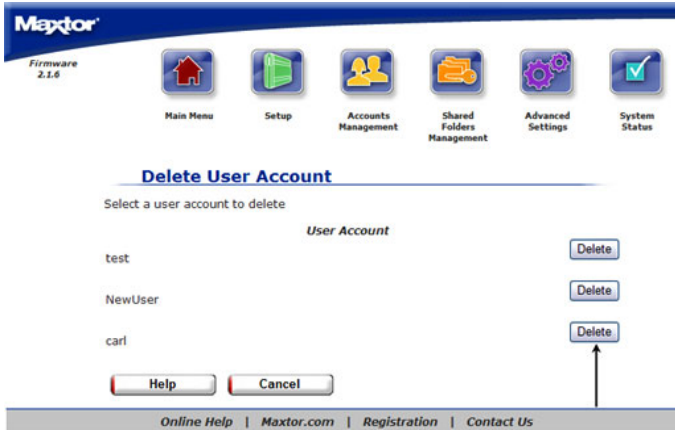 Maxtor
Firmware
2.1.6
Main Menu
Setup
Accounts
Management
Shared
Folders
Management
Advanced
Settings
System
Status
Delete User Account
Select a user account to delete
User Account
test
Delete
NewUser
Delete
carl
Delete
Help
Cancel
Online Help | Maxtor.com | Registration | Contact Us